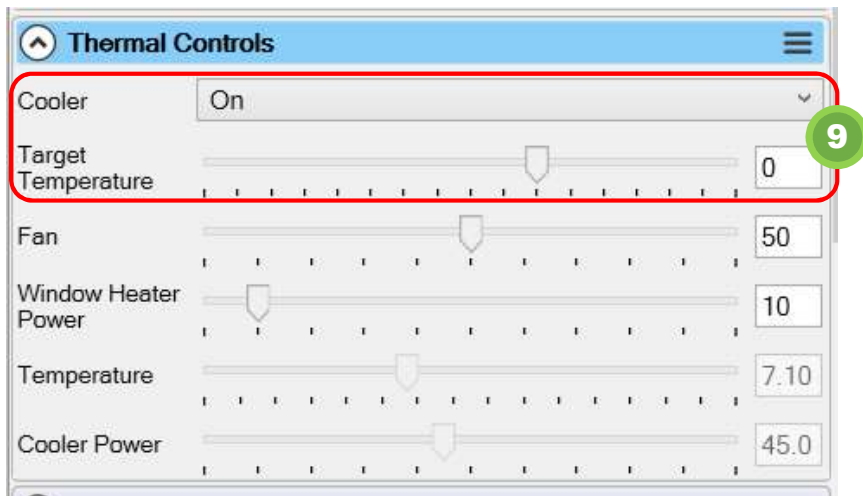 Thermal Controls
Cooler On
9
Target
Temperature 0
Fan 50
Window Heater
Power 10
Temperature 7.10
Cooler Power 45.0